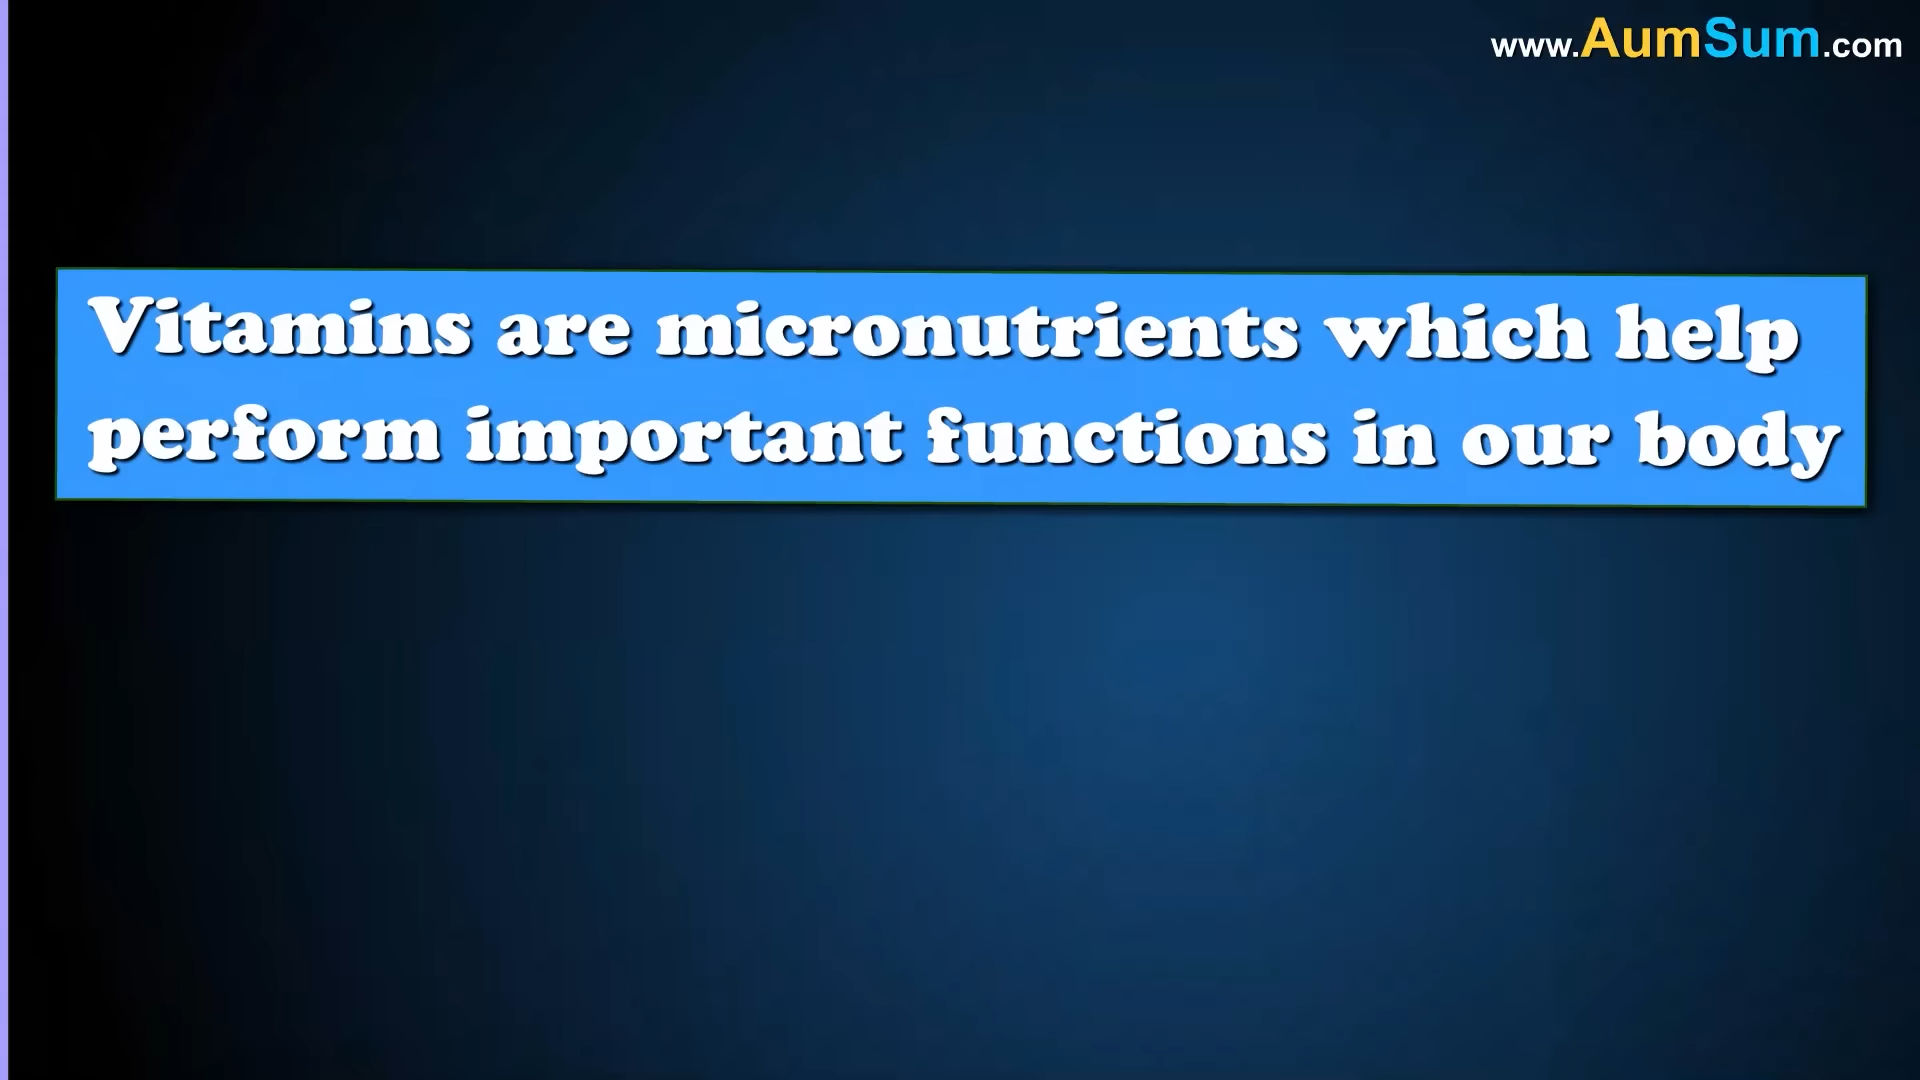 www.AumSum.com
Vitamins are micronutrients which help
perform important functions in our body